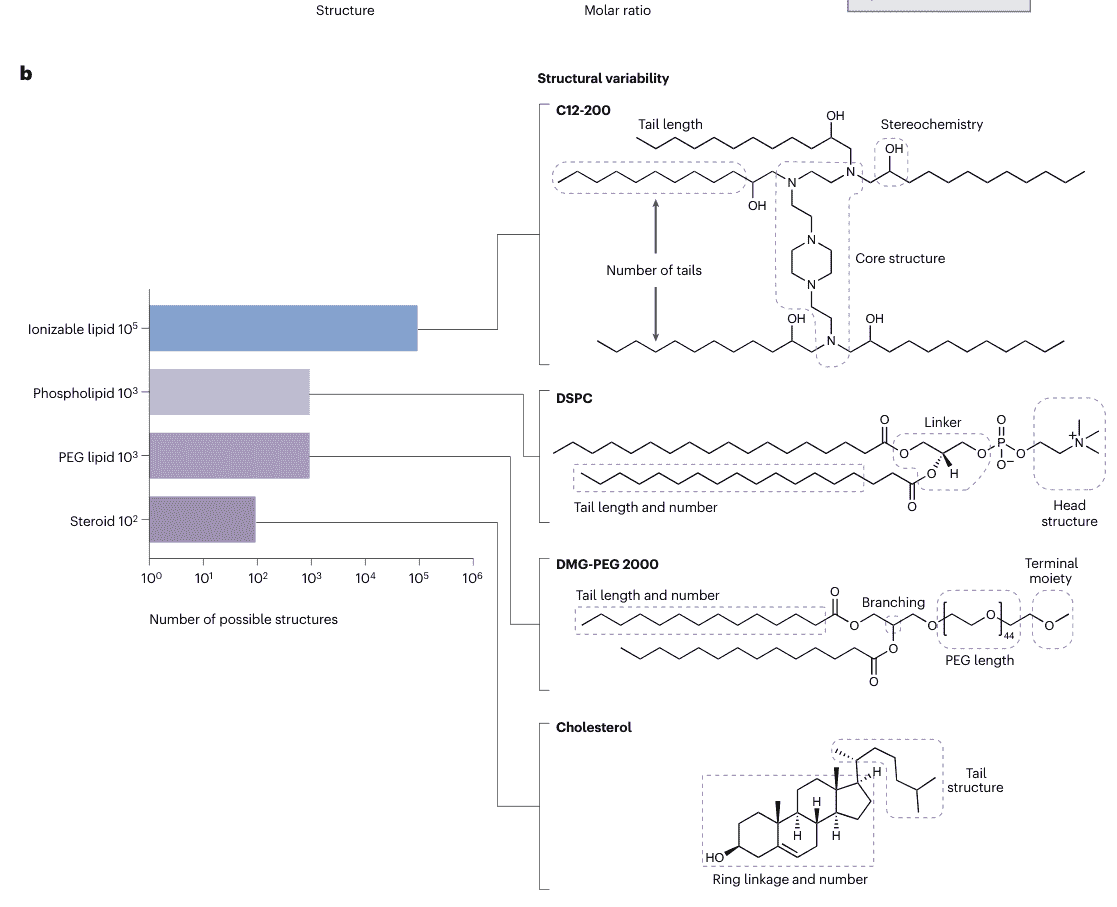 Structure
Molar ratio
b
Structural variability
C12-200
Tail length
OH
Stereochemistry
OH
N
N
OH
N
Core structure
Number of tails
N
OH
OH
N
Ionizable lipid 10⁵
Phospholipid 10³
PEG lipid 10³
Steroid 10²
10⁰ 10¹ 10² 10³ 10⁴ 10⁵ 10⁶
Number of possible structures
DSPC
O
Linker
O
O
O
P
O
N
+
O
H
O⁻
O
Tail length and number
Head
structure
DMG-PEG 2000
Terminal
moiety
Tail length and number
O
Branching
O
O
O
44
O
O
O
PEG length
Cholesterol
H
Tail
structure
H
H
H
HO
Ring linkage and number